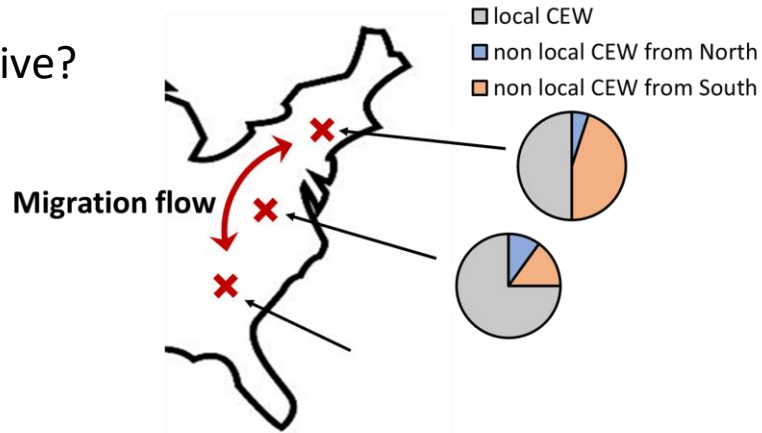 ive?
local CEW
non local CEW from North
non local CEW from South
Migration flow